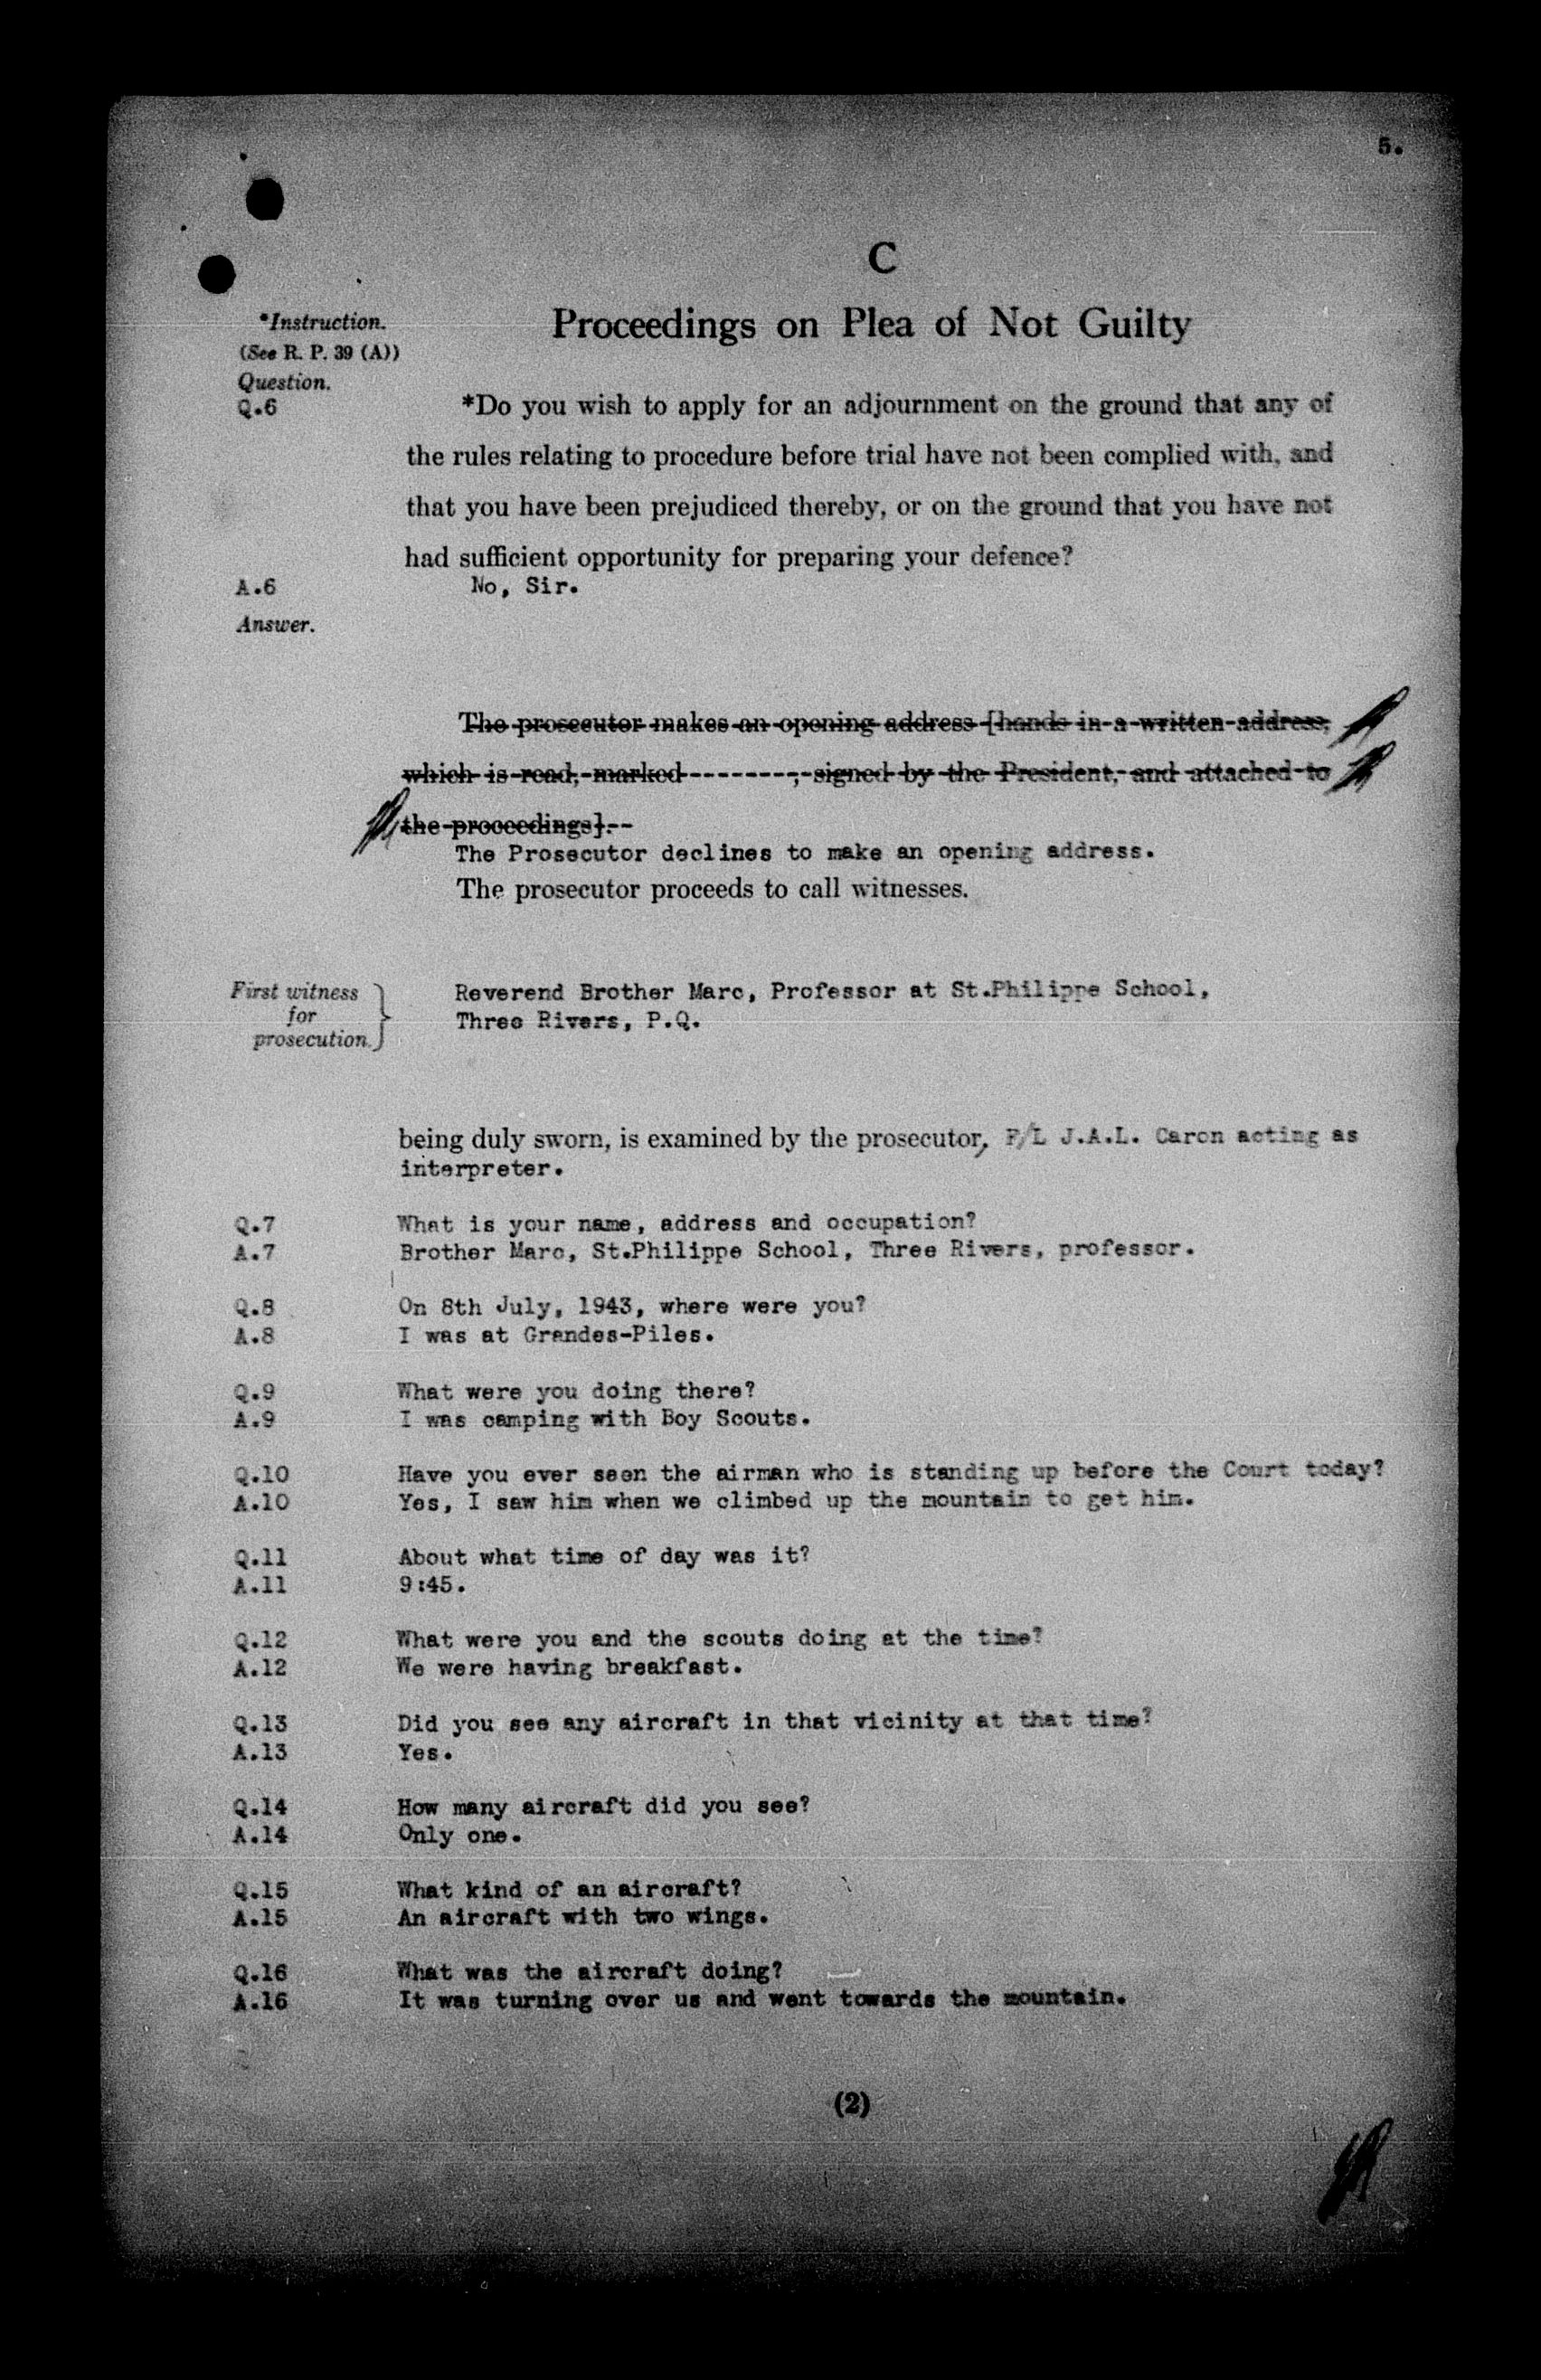 5.
C
Proceedings on Plea of Not Guilty
*Instruction.
(See R. P. 39 (A))
Question.
Q.6 *Do you wish to apply for an adjournment on the ground that any of
the rules relating to procedure before trial have not been complied with, and
that you have been prejudiced thereby, or on the ground that you have not
had sufficient opportunity for preparing your defence?
A.6 No, Sir.
Answer.
The prosecutor makes an opening address [hands in a written address,
which is read, marked --------, signed by the President, and attached to
the proceedings].--
The Prosecutor declines to make an opening address.
The prosecutor proceeds to call witnesses.
First witness
for
prosecution.
Reverend Brother Marc, Professor at St.Philippe School,
Three Rivers, P.Q.
being duly sworn, is examined by the prosecutor, F/L J.A.L. Caron acting as
interpreter.
Q.7 What is your name, address and occupation?
A.7 Brother Marc, St.Philippe School, Three Rivers, professor.
Q.8 On 8th July, 1943, where were you?
A.8 I was at Grandes-Piles.
Q.9 What were you doing there?
A.9 I was camping with Boy Scouts.
Q.10 Have you ever seen the airman who is standing up before the Court today?
A.10 Yes, I saw him when we climbed up the mountain to get him.
Q.11 About what time of day was it?
A.11 9:45.
Q.12 What were you and the scouts doing at the time?
A.12 We were having breakfast.
Q.13 Did you see any aircraft in that vicinity at that time?
A.13 Yes.
Q.14 How many aircraft did you see?
A.14 Only one.
Q.15 What kind of an aircraft?
A.15 An aircraft with two wings.
Q.16 What was the aircraft doing?
A.16 It was turning over us and went towards the mountain.
(2)